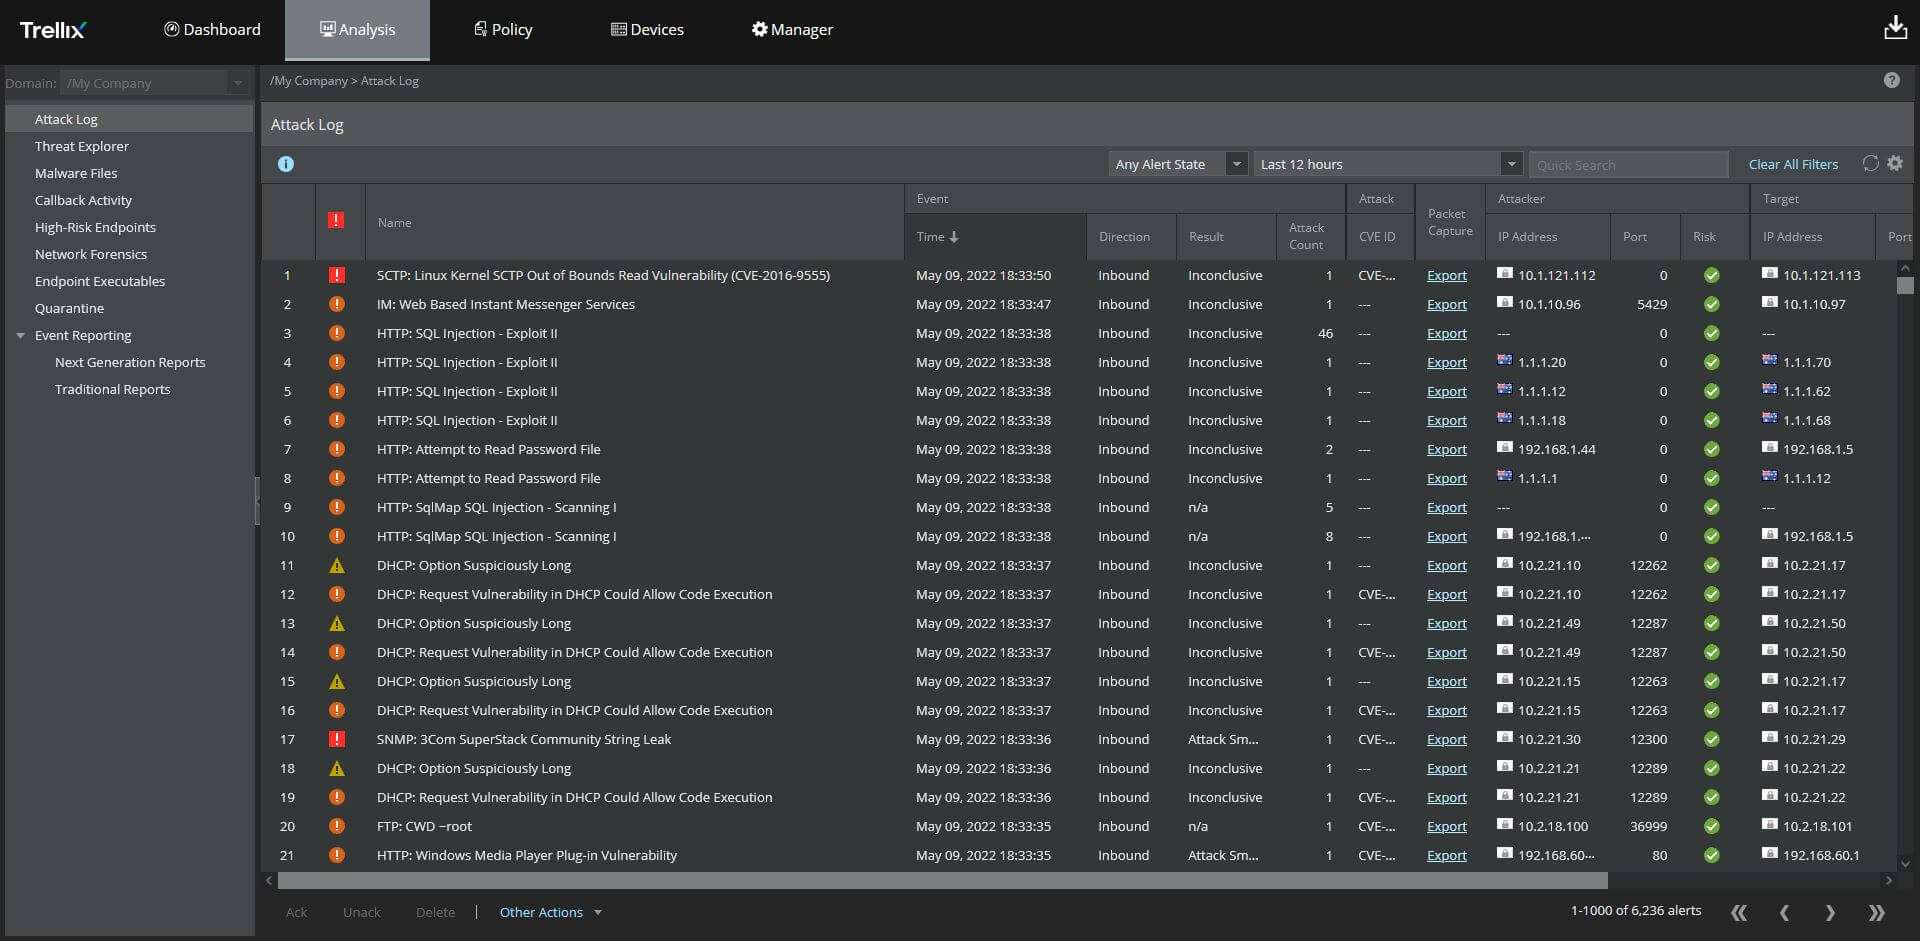 Trellix Dashboard Analysis Policy Devices Manager
Domain: /My Company
/My Company > Attack Log
Attack Log
Threat Explorer
Malware Files
Callback Activity
High-Risk Endpoints
Network Forensics
Endpoint Executables
Quarantine
Event Reporting
Next Generation Reports
Traditional Reports
Attack Log
Any Alert State Last 12 hours Quick Search Clear All Filters
Event Attack Attacker Target
Name Packet Capture
Time Direction Result Attack Count CVE ID IP Address Port Risk IP Address Port
1 SCTP: Linux Kernel SCTP Out of Bounds Read Vulnerability (CVE-2016-9555) May 09, 2022 18:33:50 Inbound Inconclusive 1 CVE-... Export 10.1.121.112 0 10.1.121.113
2 IM: Web Based Instant Messenger Services May 09, 2022 18:33:47 Inbound Inconclusive 1 --- Export 10.1.10.96 5429 10.1.10.97
3 HTTP: SQL Injection - Exploit II May 09, 2022 18:33:38 Inbound Inconclusive 46 --- Export --- 0 ---
4 HTTP: SQL Injection - Exploit II May 09, 2022 18:33:38 Inbound Inconclusive 1 --- Export 1.1.1.20 0 1.1.1.70
5 HTTP: SQL Injection - Exploit II May 09, 2022 18:33:38 Inbound Inconclusive 1 --- Export 1.1.1.12 0 1.1.1.62
6 HTTP: SQL Injection - Exploit II May 09, 2022 18:33:38 Inbound Inconclusive 1 --- Export 1.1.1.18 0 1.1.1.68
7 HTTP: Attempt to Read Password File May 09, 2022 18:33:38 Inbound Inconclusive 2 --- Export 192.168.1.44 0 192.168.1.5
8 HTTP: Attempt to Read Password File May 09, 2022 18:33:38 Inbound Inconclusive 1 --- Export 1.1.1.1 0 1.1.1.12
9 HTTP: SqlMap SQL Injection - Scanning I May 09, 2022 18:33:38 Inbound n/a 5 --- Export --- 0 ---
10 HTTP: SqlMap SQL Injection - Scanning I May 09, 2022 18:33:38 Inbound n/a 8 --- Export 192.168.1.... 0 192.168.1.5
11 DHCP: Option Suspiciously Long May 09, 2022 18:33:37 Inbound Inconclusive 1 --- Export 10.2.21.10 12262 10.2.21.17
12 DHCP: Request Vulnerability in DHCP Could Allow Code Execution May 09, 2022 18:33:37 Inbound Inconclusive 1 CVE-... Export 10.2.21.10 12262 10.2.21.17
13 DHCP: Option Suspiciously Long May 09, 2022 18:33:37 Inbound Inconclusive 1 --- Export 10.2.21.49 12287 10.2.21.50
14 DHCP: Request Vulnerability in DHCP Could Allow Code Execution May 09, 2022 18:33:37 Inbound Inconclusive 1 CVE-... Export 10.2.21.49 12287 10.2.21.50
15 DHCP: Option Suspiciously Long May 09, 2022 18:33:37 Inbound Inconclusive 1 --- Export 10.2.21.15 12263 10.2.21.17
16 DHCP: Request Vulnerability in DHCP Could Allow Code Execution May 09, 2022 18:33:37 Inbound Inconclusive 1 CVE-... Export 10.2.21.15 12263 10.2.21.17
17 SNMP: 3Com SuperStack Community String Leak May 09, 2022 18:33:36 Inbound Attack Sm... 1 CVE-... Export 10.2.21.30 12300 10.2.21.29
18 DHCP: Option Suspiciously Long May 09, 2022 18:33:36 Inbound Inconclusive 1 --- Export 10.2.21.21 12289 10.2.21.22
19 DHCP: Request Vulnerability in DHCP Could Allow Code Execution May 09, 2022 18:33:36 Inbound Inconclusive 1 CVE-... Export 10.2.21.21 12289 10.2.21.22
20 FTP: CWD ~root May 09, 2022 18:33:35 Inbound n/a 1 CVE-... Export 10.2.18.100 36999 10.2.18.101
21 HTTP: Windows Media Player Plug-in Vulnerability May 09, 2022 18:33:35 Inbound Attack Sm... 1 CVE-... Export 192.168.60... 80 192.168.60.1
Ack Unack Delete | Other Actions 1-1000 of 6,236 alerts